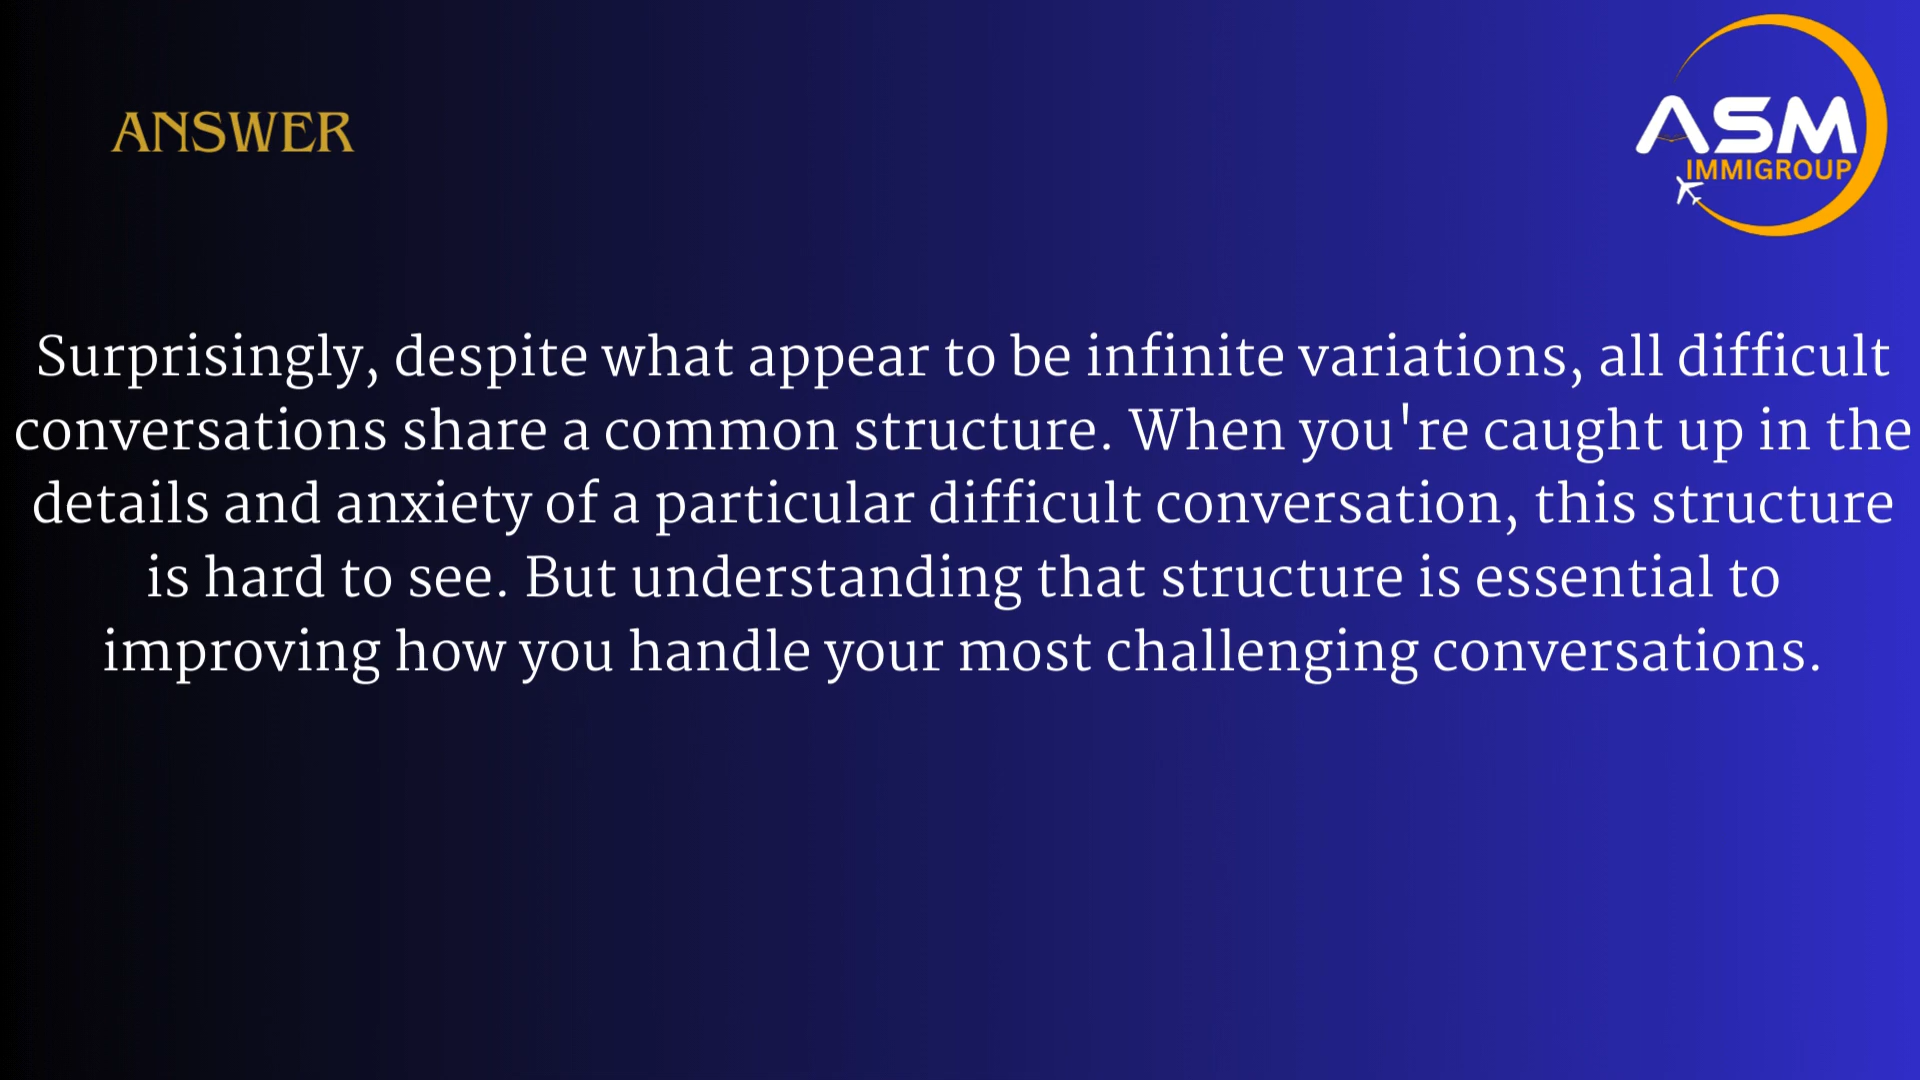 ANSWER
ASM
IMMIGROUP
Surprisingly, despite what appear to be infinite variations, all difficult
conversations share a common structure. When you're caught up in the
details and anxiety of a particular difficult conversation, this structure
is hard to see. But understanding that structure is essential to
improving how you handle your most challenging conversations.